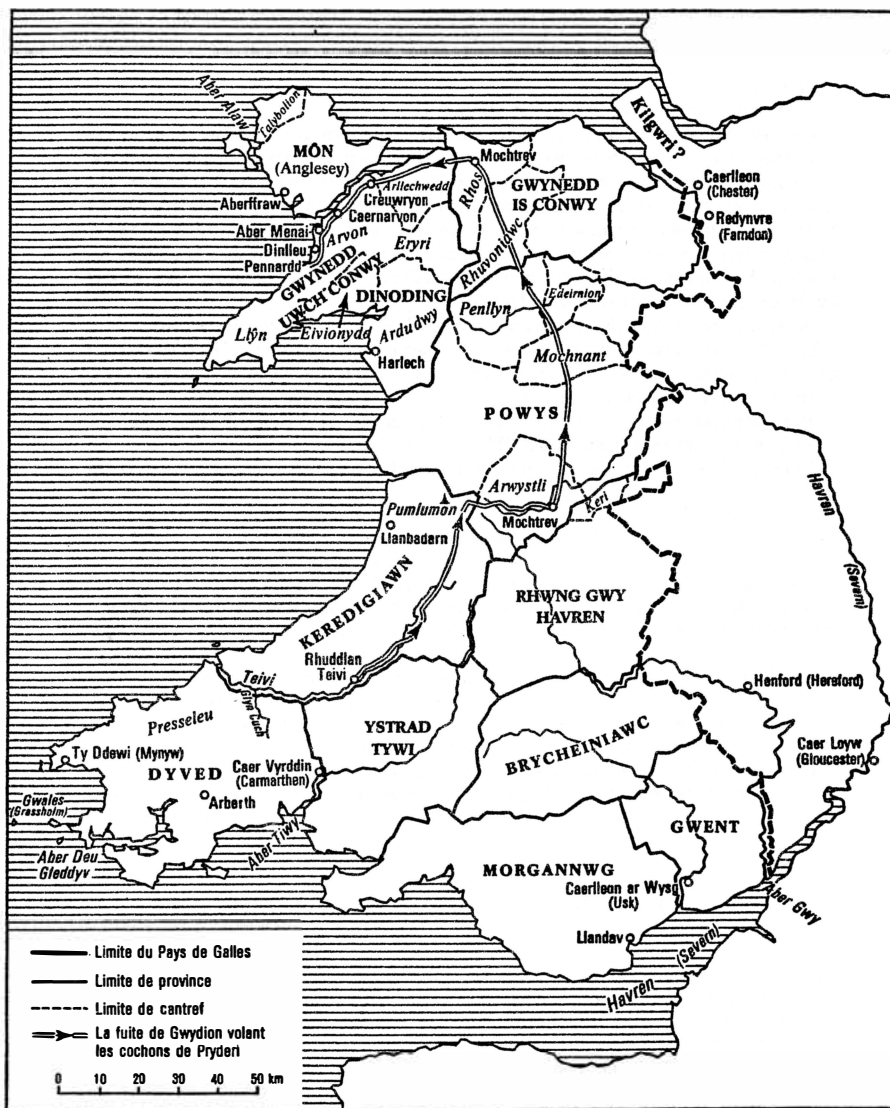 Kilgwri ?
Aber Alaw
Talybolion
MÔN
(Anglesey)
Aberffraw
Mochtrev
Arllechwedd
Creuwryon
Caernarvon
Rhos
GWYNEDD
IS CONWY
Caerlleon
(Chester)
Redynvre
(Farndon)
Aber Menai
Dinlleu
Pennardd
Arvon
Eryri
Rhuvoniawc
GWYNEDD
UWCH CONWY
DINODING
Penllyn
Edeirnion
Llŷn
Eivionydd
Ardudwy
Harlech
Mochnant
POWYS
Arwystli
Keri
Mochtrev
Pumlumon
Llanbadarn
KEREDIGIAWN
Havren
(Severn)
RHWNG GWY
HAVREN
Rhuddlan
Teivi
Teivi
Glyn Cuch
Henford (Hereford)
Presseleu
Ty Ddewi (Mynyw)
DYVED
Caer Vyrddin
(Carmarthen)
YSTRAD
TYWI
BRYCHEINIAWC
Caer Loyw
(Gloucester)
Arberth
Gwales
(Grassholm)
Aber Deu
Gleddyv
Aber Tiwy
GWENT
MORGANNWG
Caerlleon ar Wysg
(Usk)
Aber Gwy
Llandav
Havren (Severn)
Limite du Pays de Galles
Limite de province
Limite de cantref
La fuite de Gwydion volant
les cochons de Pryderi
0 10 20 30 40 50 km